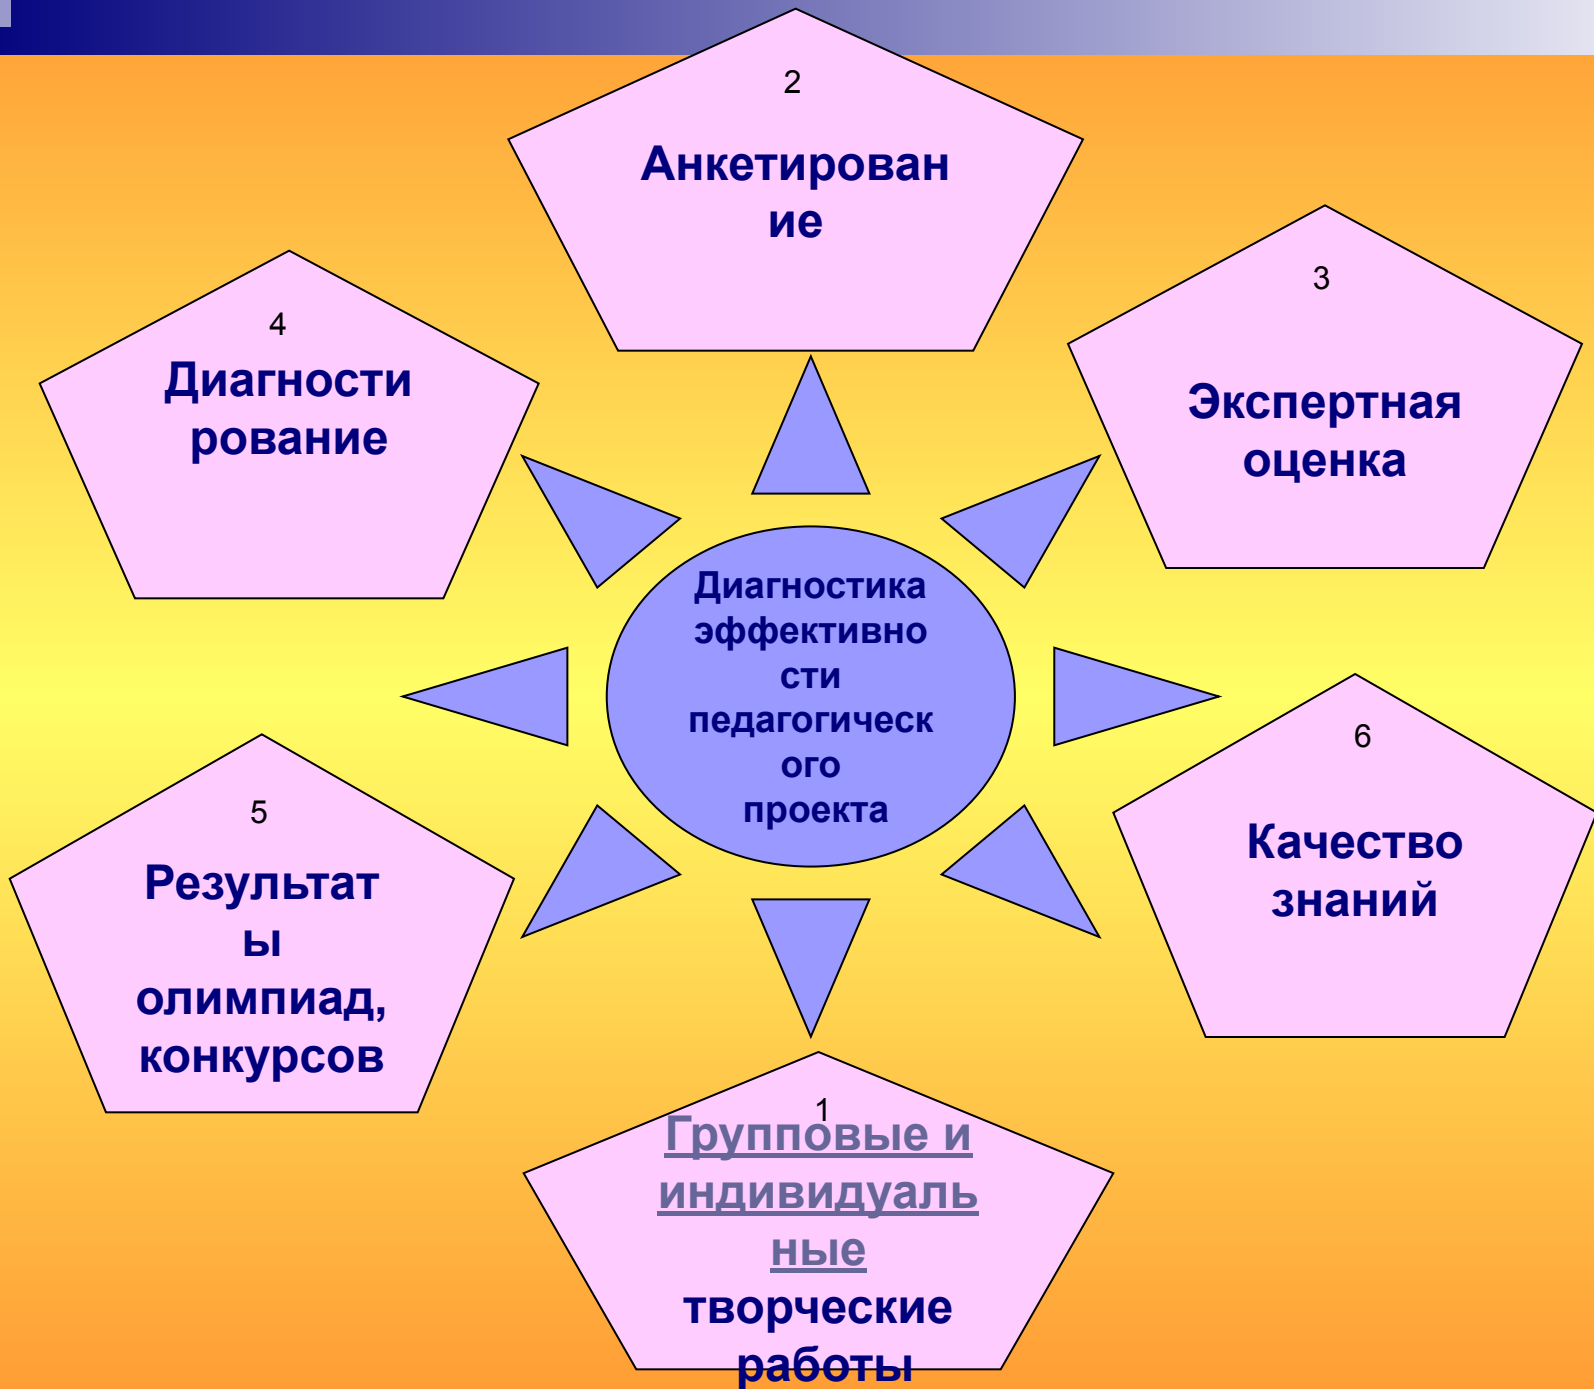 2
Анкетирован
ие
3
Экспертная
оценка
4
Диагности
рование
Диагностика
эффективно
сти
педагогическ
ого
проекта
6
Качество
знаний
5
Результат
ы
олимпиад,
конкурсов
1
Групповые и
индивидуаль
ные
творческие
работы